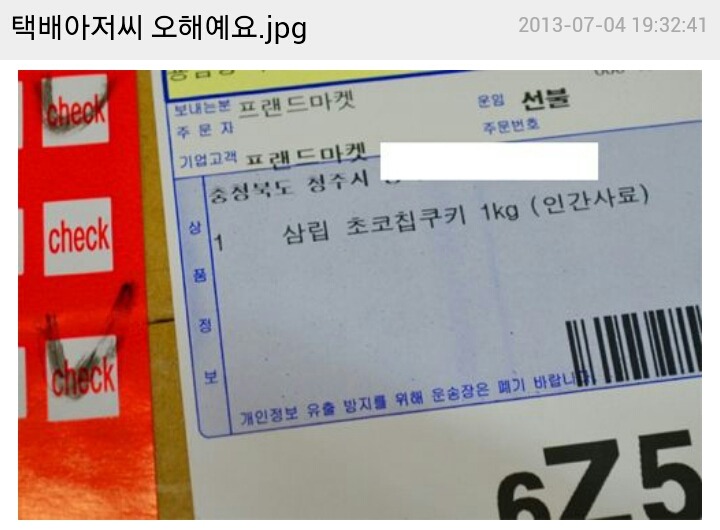 택배아저씨 오해예요.jpg
2013-07-04 19:32:41
check
보내는분 프랜드마켓
운임 선불
주 문 자
주문번호
기업고객 프랜드마켓
충청북도 청주시
check
상품정보
1 삼립 초코칩쿠키 1kg (인간사료)
check
개인정보 유출 방지를 위해 운송장은 폐기 바랍니다.
6Z5